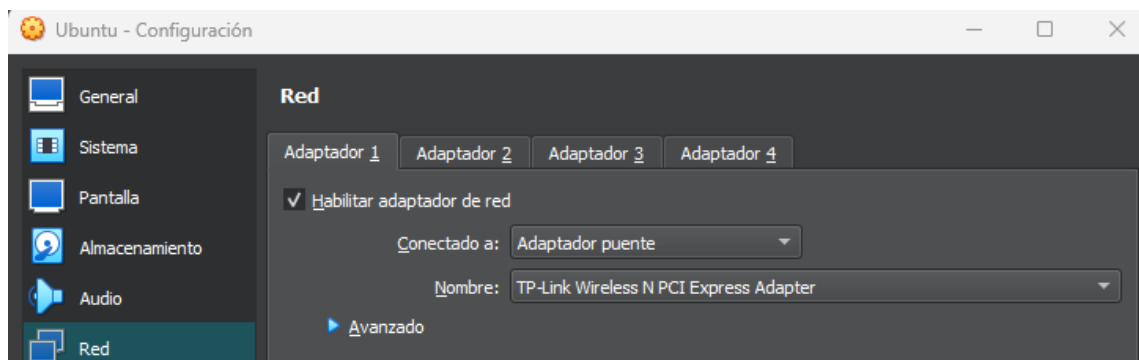 Ubuntu - Configuración
General
Sistema
Pantalla
Almacenamiento
Audio
Red
Red
Adaptador 1 Adaptador 2 Adaptador 3 Adaptador 4
Habilitar adaptador de red
Conectado a: Adaptador puente
Nombre: TP-Link Wireless N PCI Express Adapter
Avanzado